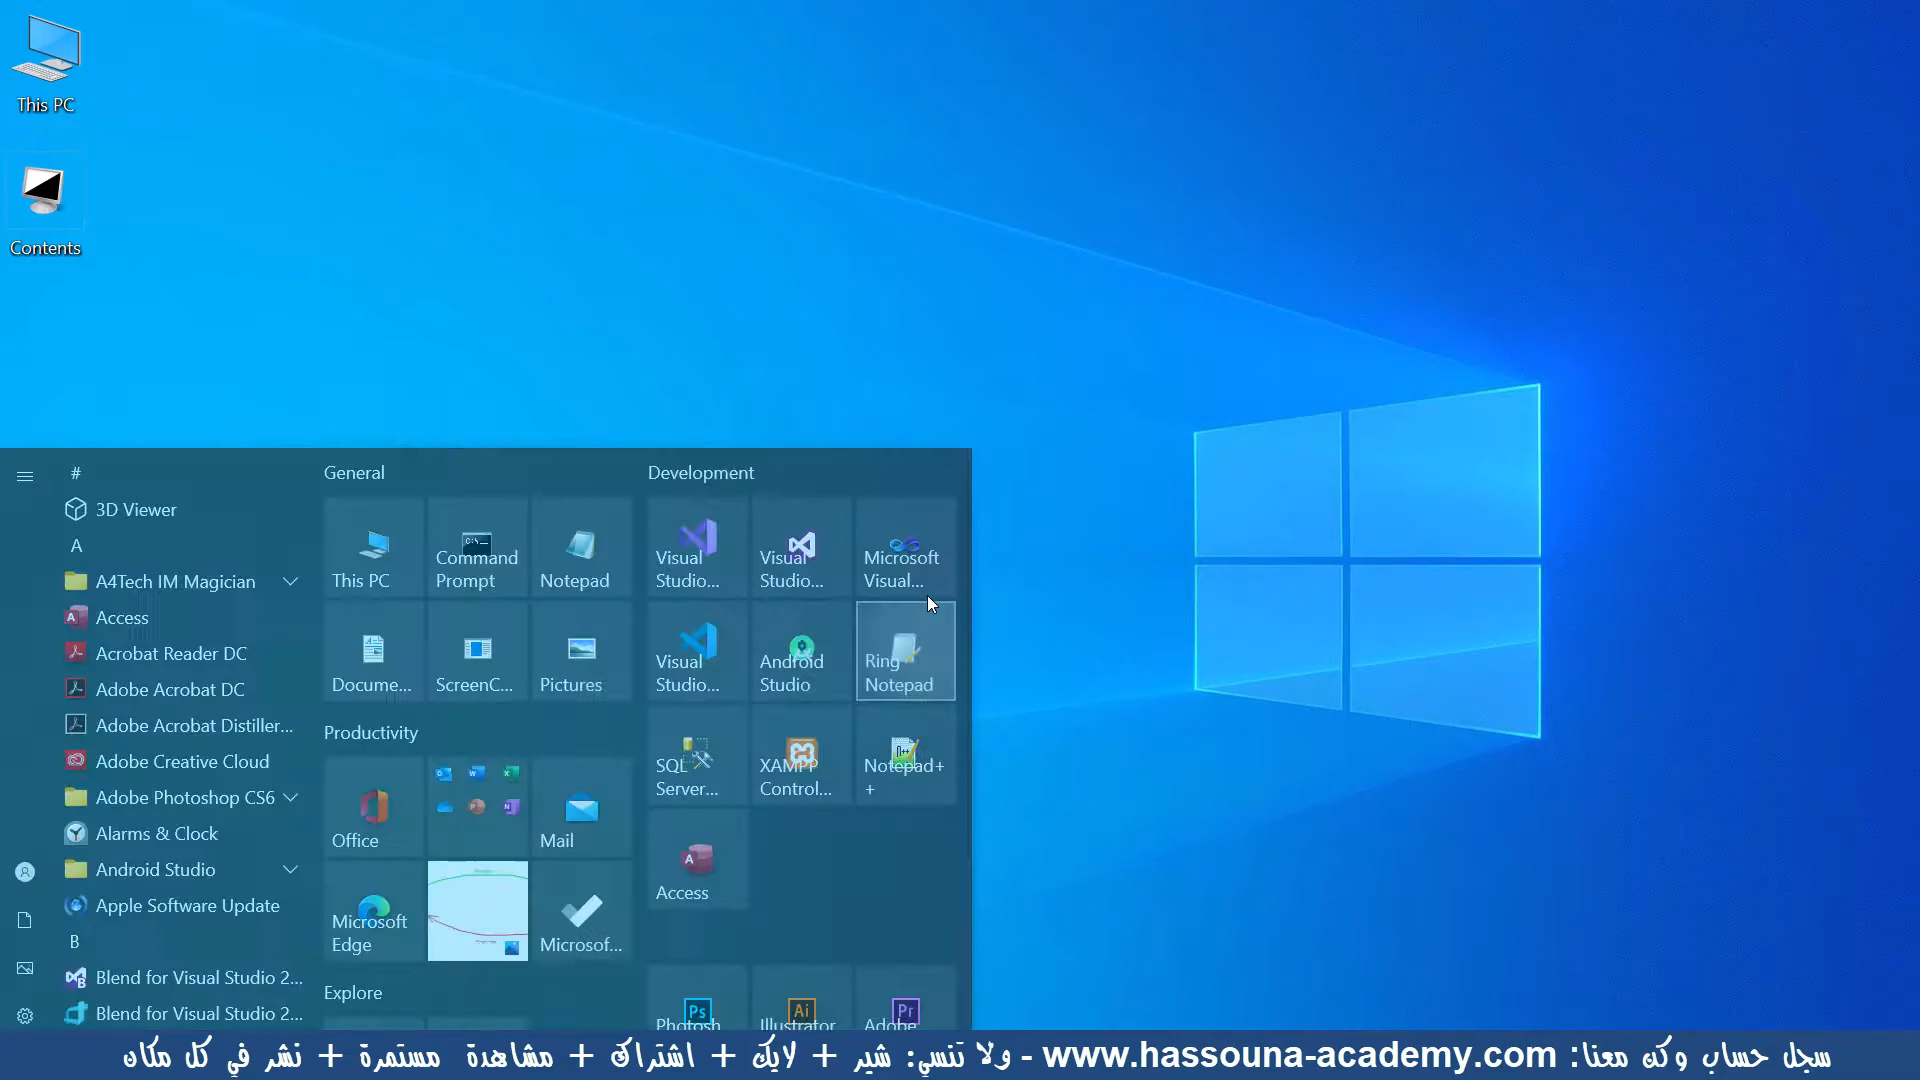 This PC
Contents
#
3D Viewer
A
A4Tech IM Magician
Access
Acrobat Reader DC
Adobe Acrobat DC
Adobe Acrobat Distiller...
Adobe Creative Cloud
Adobe Photoshop CS6
Alarms & Clock
Android Studio
Apple Software Update
B
Blend for Visual Studio 2...
Blend for Visual Studio 2...
General
This PC
Command
Prompt
Notepad
Docume...
ScreenC...
Pictures
Productivity
Office
Mail
Microsoft
Edge
Microsof...
Explore
Development
Visual
Studio...
Visual
Studio...
Microsoft
Visual...
Visual
Studio...
Android
Studio
Ring
Notepad
SQL
Server...
XAMPP
Control...
Notepad+
+
Access
Photosh
Illustrator
Adobe
سجل حساب وكن معنا: www.hassouna-academy.com - ولا تنسى: شير + لايك + اشتراك + مشاهدة مستمرة + نشر في كل مكان